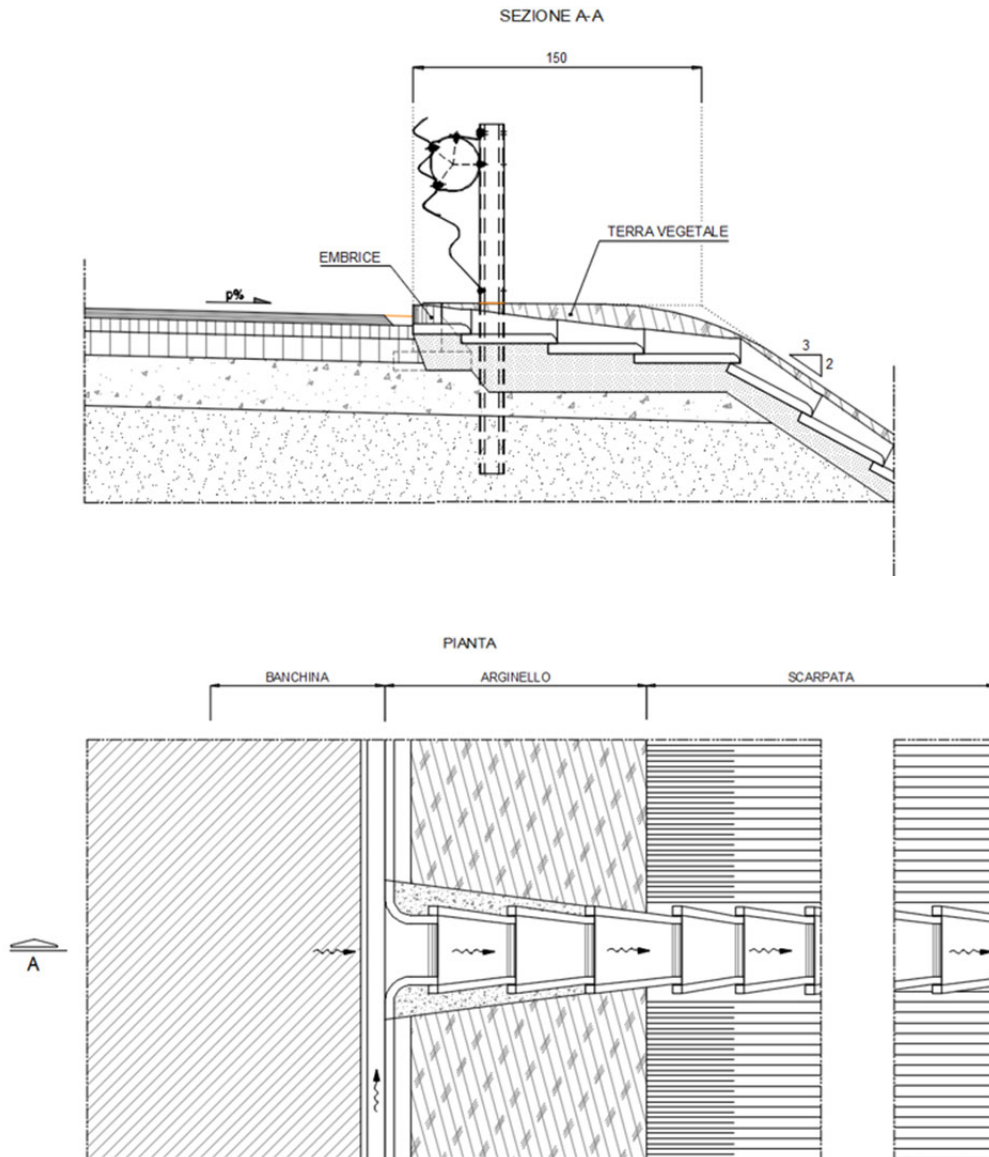 SEZIONE A-A
150
TERRA VEGETALE
EMBRICE
p%
3
2
PIANTA
BANCHINA
ARGINELLO
SCARPATA
A